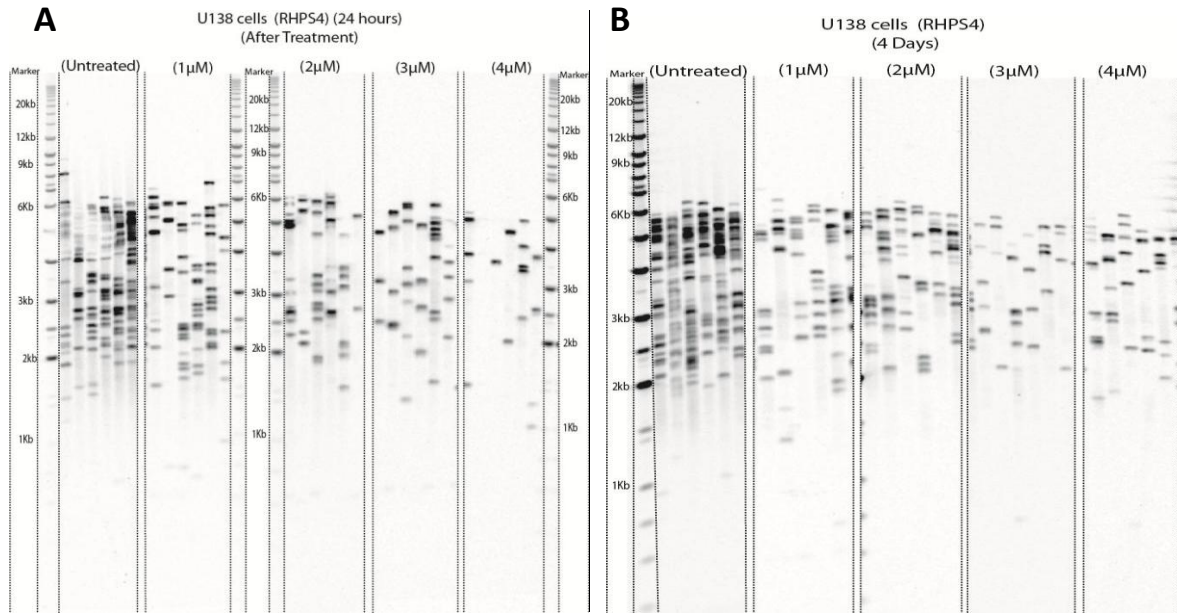 A
U138 cells (RHPS4) (24 hours)
(After Treatment)
Marker (Untreated) (1µM) Marker (2µM) (3µM) (4µM) Marker
20kb 20kb 20kb
12kb 12kb 12kb
9kb 9kb 9kb
6Kb 6Kb 6Kb
3kb 3kb 3kb
2kb 2kb 2kb
1Kb 1Kb 1Kb
B
U138 cells (RHPS4)
(4 Days)
Marker (Untreated) (1µM) (2µM) (3µM) (4µM)
20kb
12kb
9kb
6Kb
3kb
2kb
1Kb